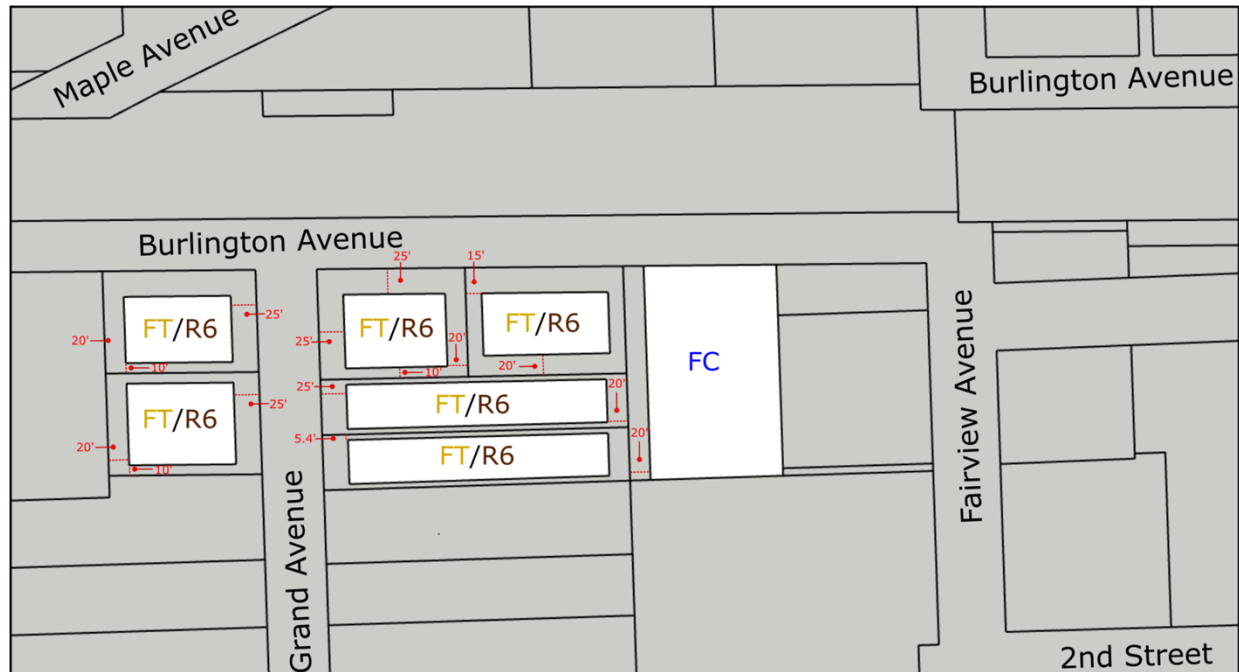 Maple Avenue
Burlington Avenue
Burlington Avenue
25'
15'
FT/R6
25'
20'
10'
FT/R6
25'
20'
10'
FT/R6
25'
20'
10'
FT/R6
20'
FC
25'
FT/R6
20'
5.4'
FT/R6
20'
Grand Avenue
Fairview Avenue
2nd Street